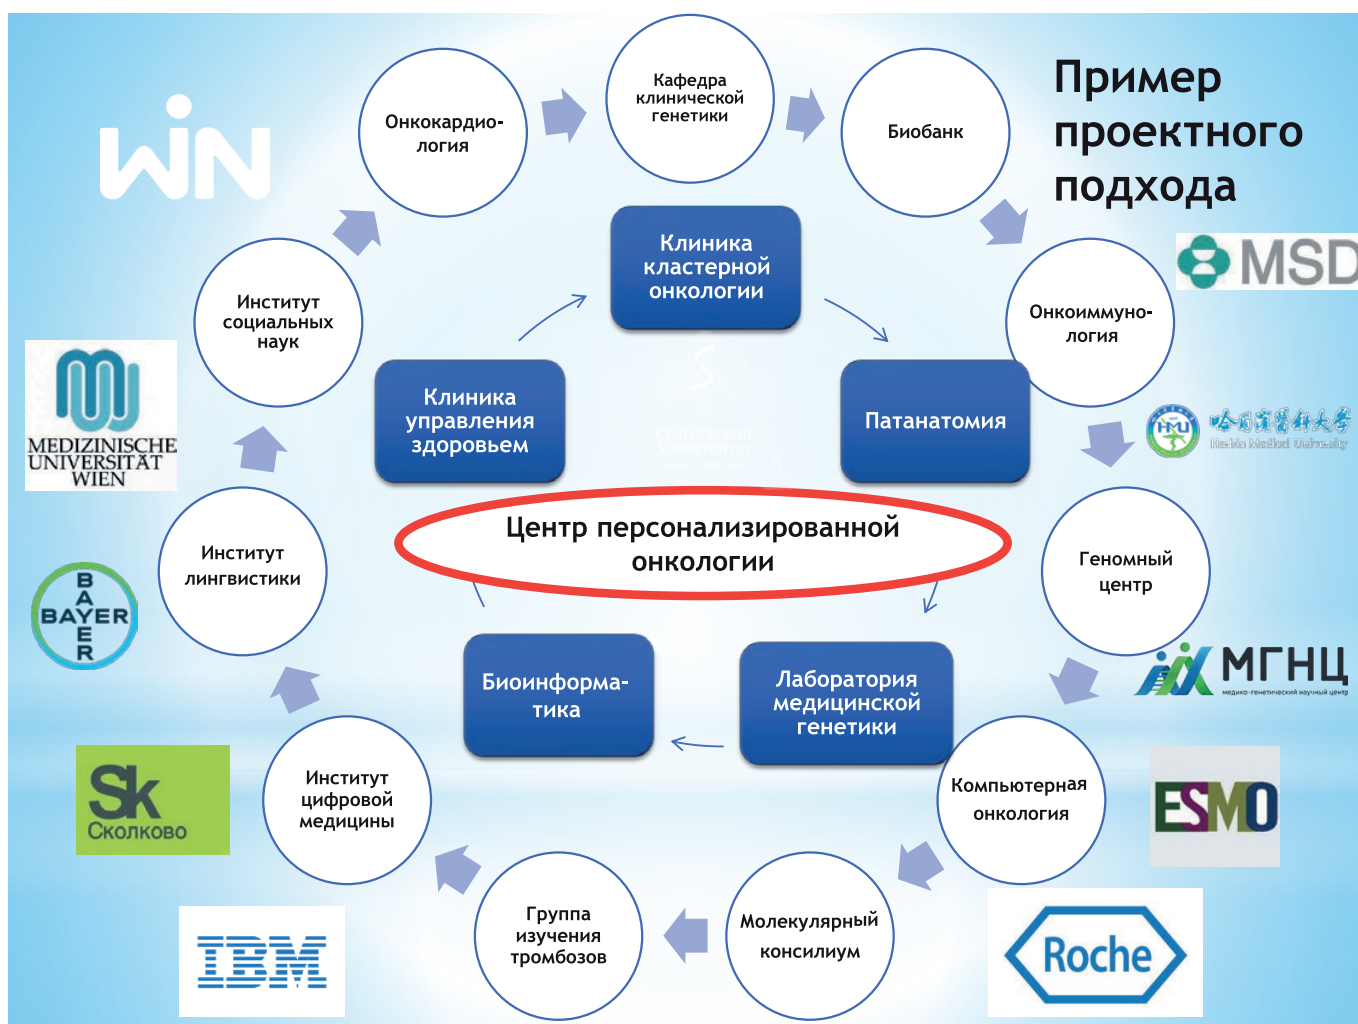 WIN
Пример
проектного
подхода
Кафедра
клинической
генетики
Биобанк
Онкоиммуно-
логия
Геномный
центр
Компьютерная
онкология
Молекулярный
консилиум
Группа
изучения
тромбозов
Институт
цифровой
медицины
Институт
лингвистики
Институт
социальных
наук
Онкокардио-
логия
Клиника
кластерной
онкологии
Патанатомия
Лаборатория
медицинской
генетики
Биоинформа-
тика
Клиника
управления
здоровьем
Центр персонализированной
онкологии
MSD
HMU
哈尔滨医科大学
Harbin Medical University
МГНЦ
медико-генетический научный центр
ESMO
Roche
IBM
Sk
Сколково
BAYER
BAYER
MEDIZINISCHE
UNIVERSITÄT
WIEN